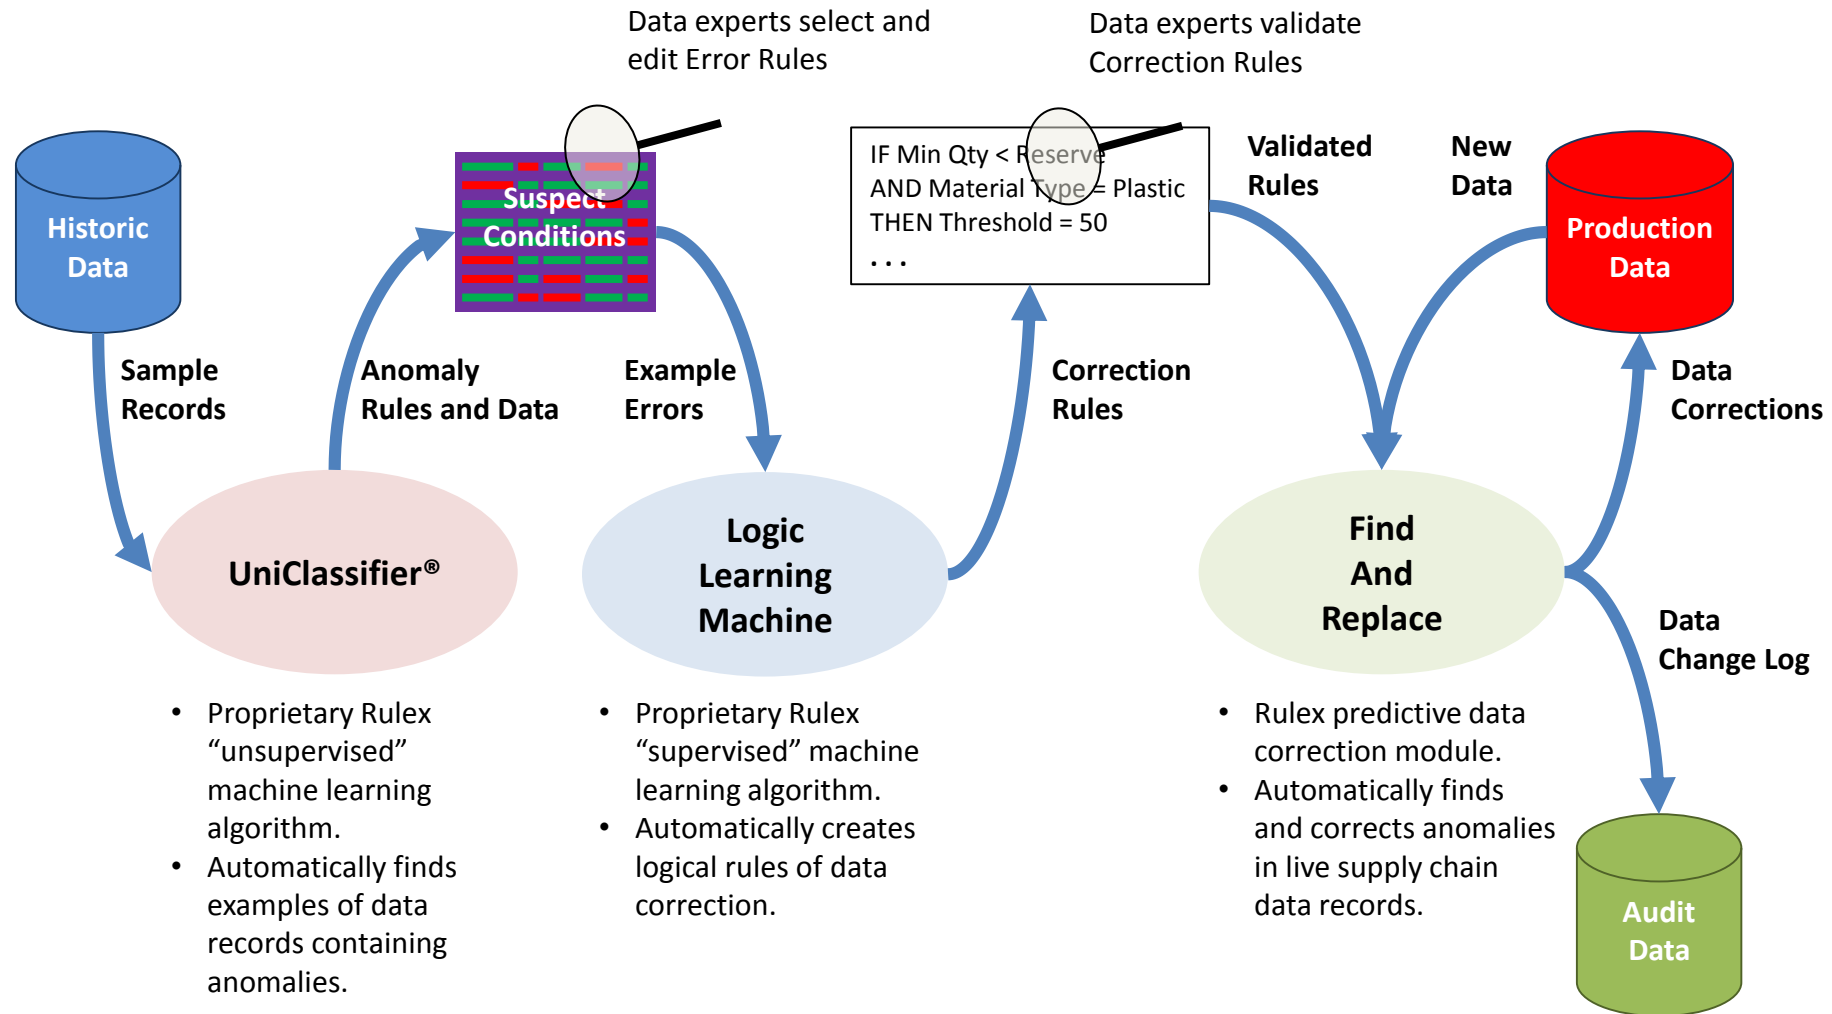 Data experts select and
edit Error Rules
Data experts validate
Correction Rules
Historic
Data
Suspect
Conditions
IF Min Qty < Reserve
AND Material Type = Plastic
THEN Threshold = 50
. . .
Validated
Rules
New
Data
Production
Data
Sample
Records
Anomaly
Rules and Data
Example
Errors
Correction
Rules
Data
Corrections
UniClassifier®
Logic
Learning
Machine
Find
And
Replace
Data
Change Log
• Proprietary Rulex
“unsupervised”
machine learning
algorithm.
• Automatically finds
examples of data
records containing
anomalies.
• Proprietary Rulex
“supervised” machine
learning algorithm.
• Automatically creates
logical rules of data
correction.
• Rulex predictive data
correction module.
• Automatically finds
and corrects anomalies
in live supply chain
data records.
Audit
Data